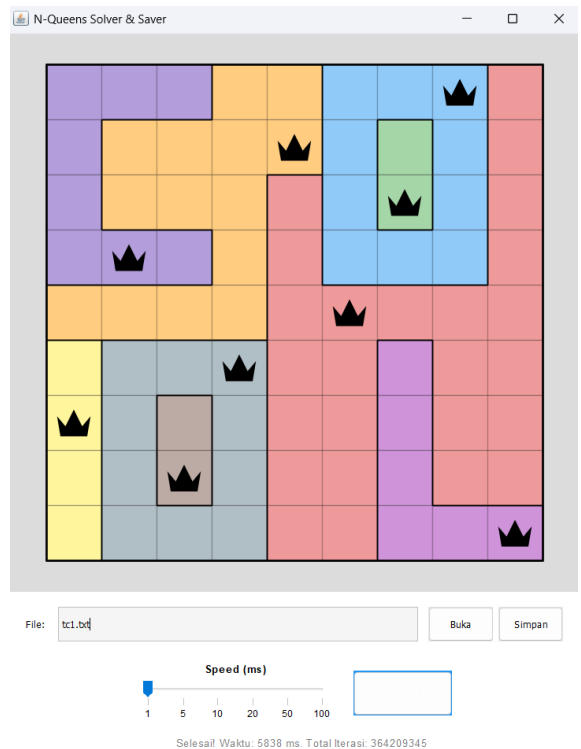 N-Queens Solver & Saver
File: tc1.txt Buka Simpan
Speed (ms)
1 5 10 20 50 100
Selesai! Waktu: 5838 ms. Total Iterasi: 364209345